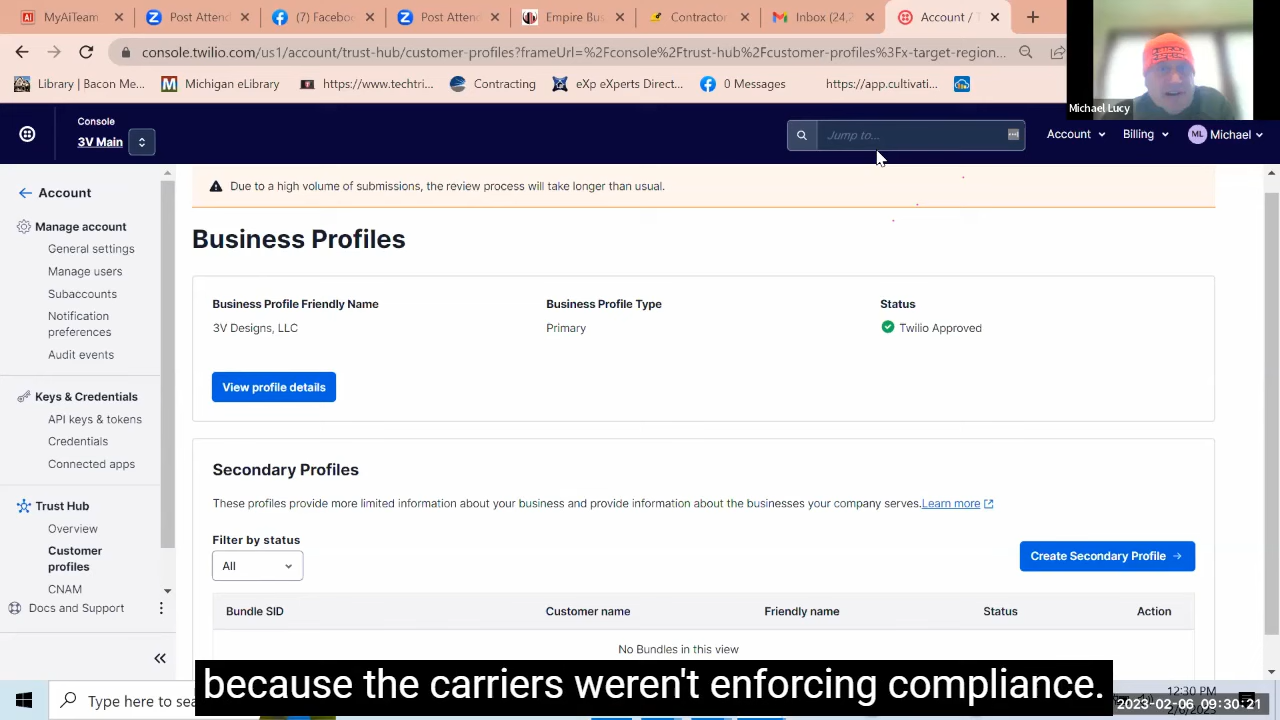 MyAiTeam
Post Attend
(7) Facebook
Post Attend
Empire Bus
Contractor
Inbox (24,
Account / T
console.twilio.com/us1/account/trust-hub/customer-profiles?frameUrl=%2Fconsole%2Ftrust-hub%2Fcustomer-profiles%3Fx-target-region...
Library | Bacon Me...
Michigan eLibrary
https://www.techtri...
Contracting
eXp eXperts Direct...
0 Messages
https://app.cultivati...
Michael Lucy
Console
3V Main
Jump to...
Account
Billing
ML
Michael
Account
Manage account
General settings
Manage users
Subaccounts
Notification
preferences
Audit events
Keys & Credentials
API keys & tokens
Credentials
Connected apps
Trust Hub
Overview
Customer
profiles
CNAM
Docs and Support
Due to a high volume of submissions, the review process will take longer than usual.
Business Profiles
Business Profile Friendly Name
Business Profile Type
Status
3V Designs, LLC
Primary
Twilio Approved
View profile details
Secondary Profiles
These profiles provide more limited information about your business and provide information about the businesses your company serves.Learn more
Filter by status
All
Create Secondary Profile →
Bundle SID
Customer name
Friendly name
Status
Action
No Bundles in this view
because the carriers weren't enforcing compliance.
Type here to sea
12:30 PM
2023-02-06 09:30:21